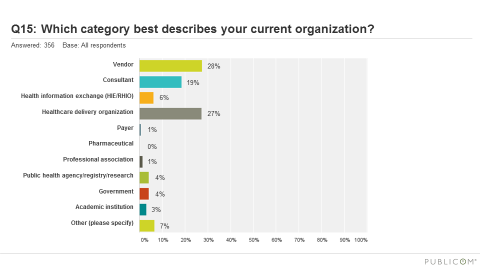 Q15: Which category best describes your current organization?
Answered: 356 Base: All respondents
Vendor 28%
Consultant 19%
Health information exchange (HIE/RHIO) 6%
Healthcare delivery organization 27%
Payer 1%
Pharmaceutical 0%
Professional association 1%
Public health agency/registry/research 4%
Government 4%
Academic institution 3%
Other (please specify) 7%
0% 10% 20% 30% 40% 50% 60% 70% 80% 90% 100%
PUBLICOM